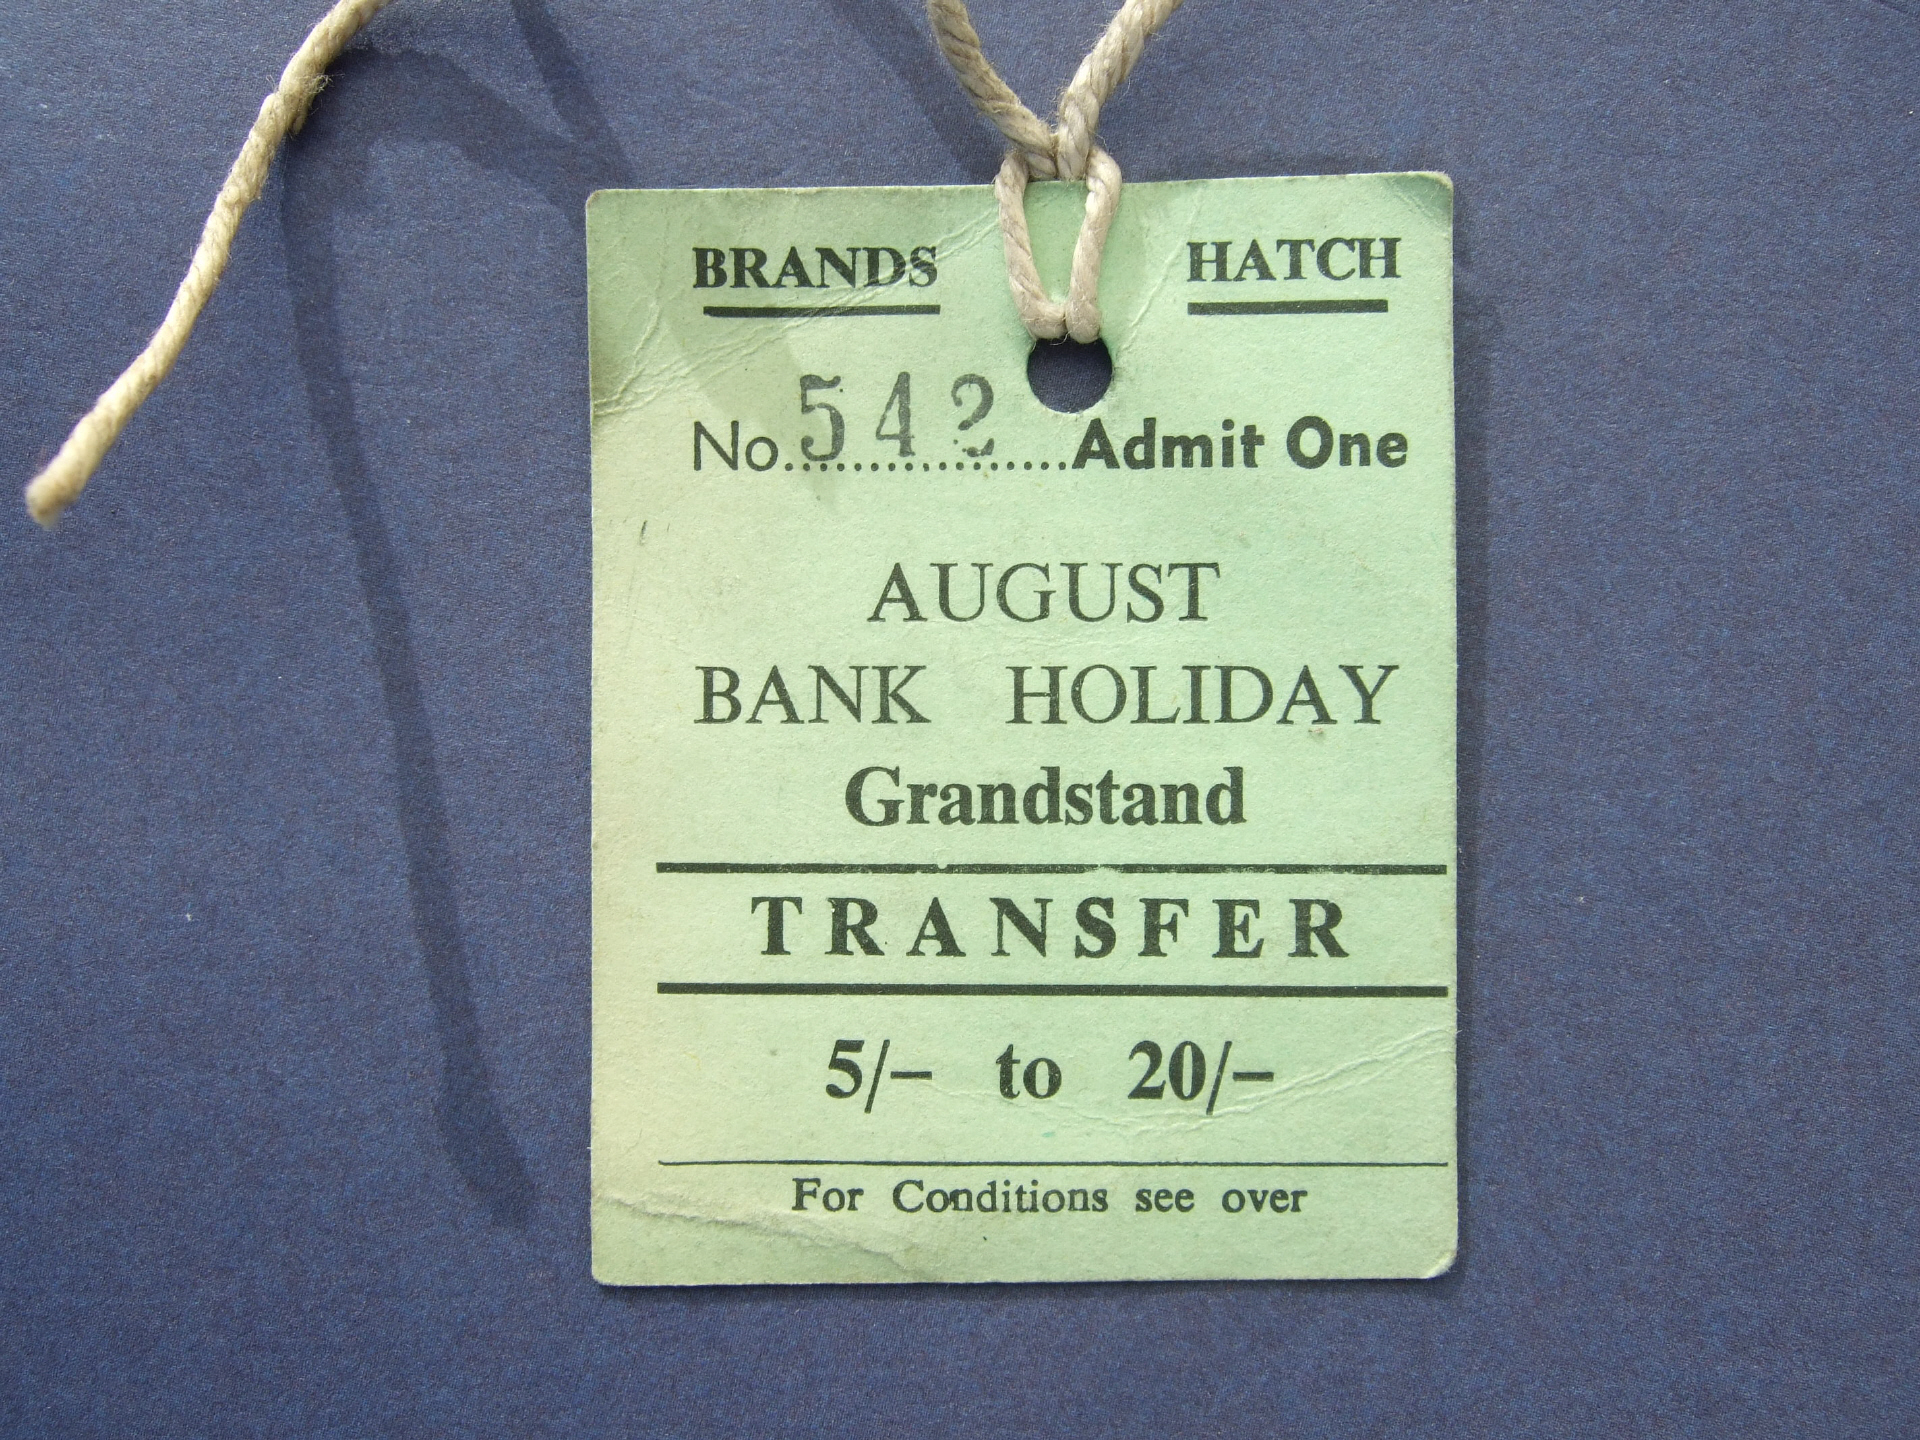 BRANDS HATCH
No. 542 Admit One
AUGUST
BANK HOLIDAY
Grandstand
TRANSFER
5/- to 20/-
For Conditions see over